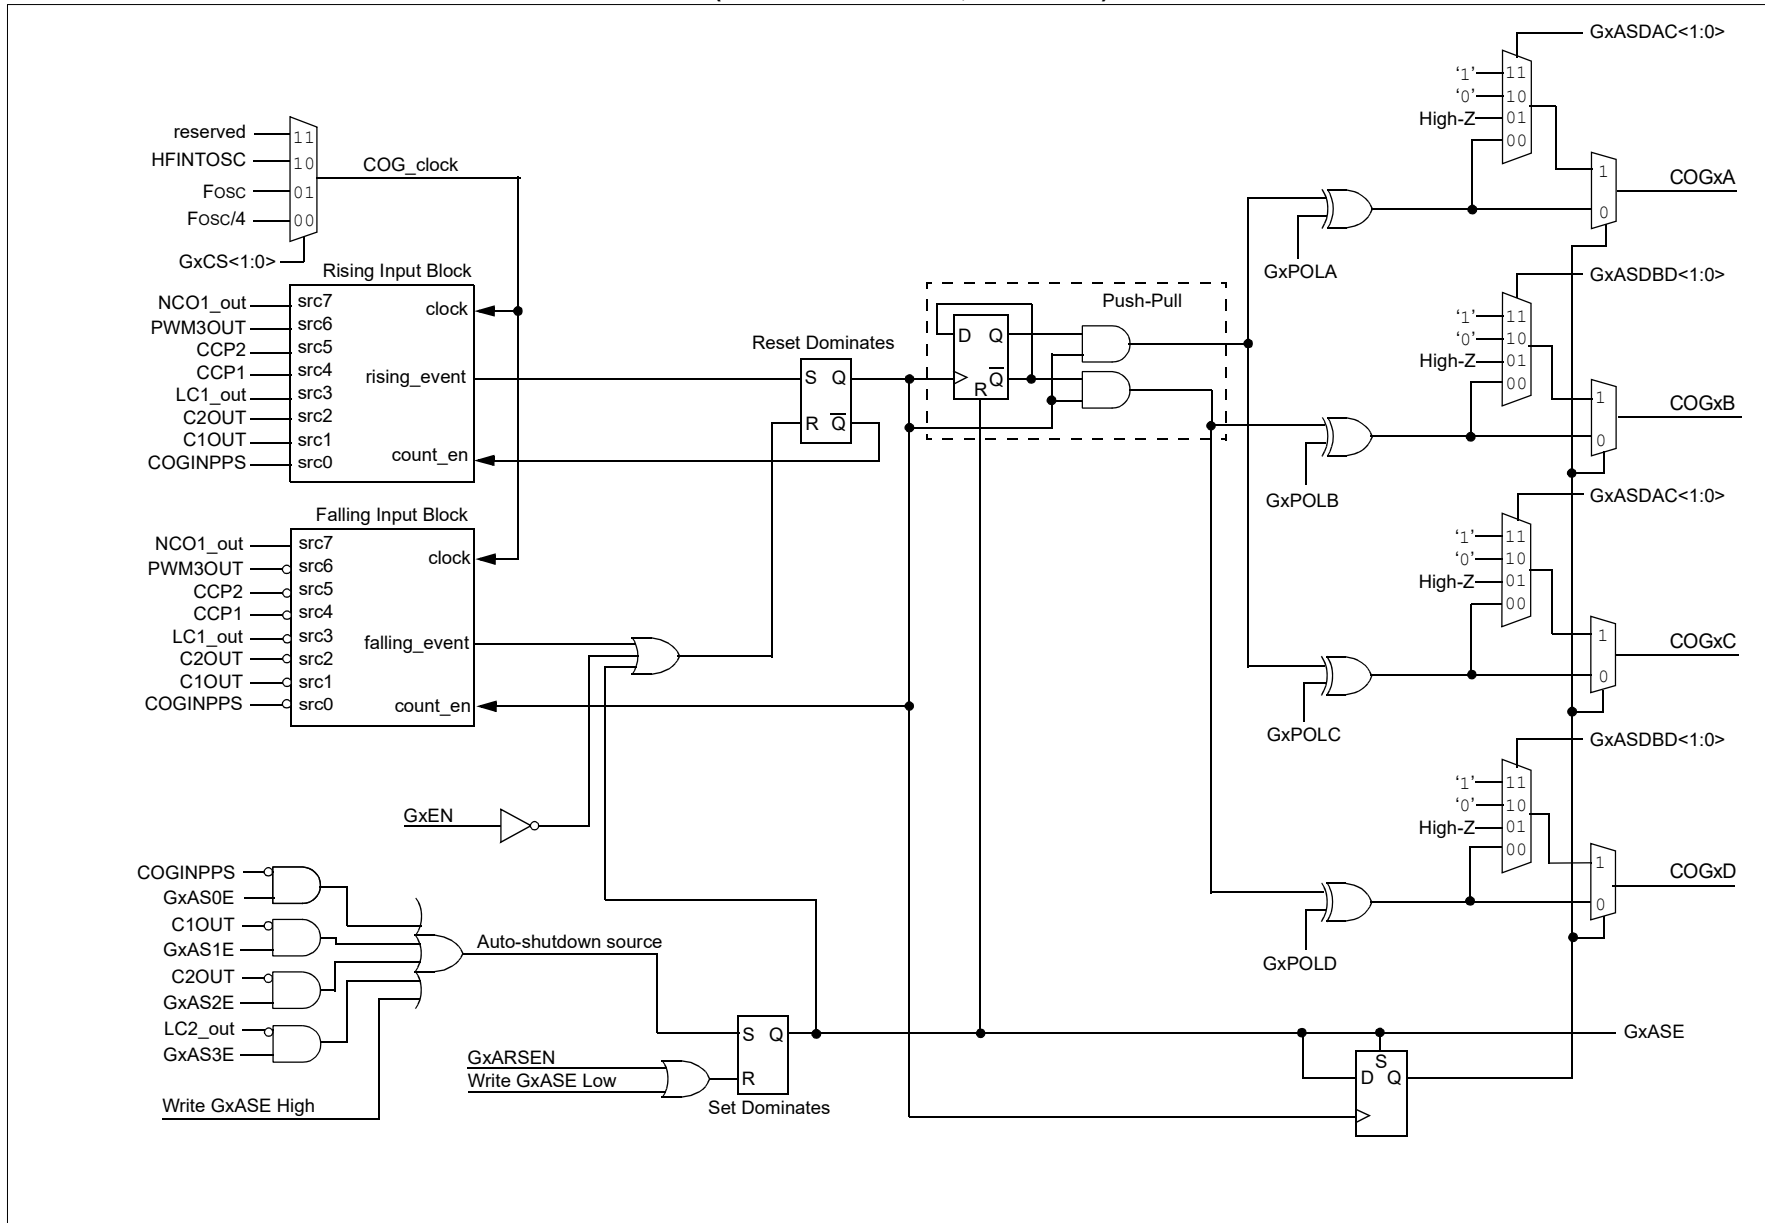 GxASDAC<1:0>
'1' 11
'0' 10
High-Z 01
00
1
0
COGxA
GxPOLA
reserved 11
HFINTOSC 10
FOSC 01
FOSC/4 00
GxCS<1:0>
COG_clock
Rising Input Block
NCO1_out src7
PWM3OUT src6
CCP2 src5
CCP1 src4
LC1_out src3
C2OUT src2
C1OUT src1
COGINPPS src0
clock
rising_event
count_en
Reset Dominates
S Q
R Q
Push-Pull
D Q
Q
R
GxASDBD<1:0>
'1' 11
'0' 10
High-Z 01
00
1
0
COGxB
GxPOLB
Falling Input Block
NCO1_out src7
PWM3OUT src6
CCP2 src5
CCP1 src4
LC1_out src3
C2OUT src2
C1OUT src1
COGINPPS src0
clock
falling_event
count_en
GxASDAC<1:0>
'1' 11
'0' 10
High-Z 01
00
1
0
COGxC
GxPOLC
GxEN
GxASDBD<1:0>
'1' 11
'0' 10
High-Z 01
00
1
0
COGxD
GxPOLD
COGINPPS
GxAS0E
C1OUT
GxAS1E
C2OUT
GxAS2E
LC2_out
GxAS3E
Write GxASE High
Auto-shutdown source
GxARSEN
Write GxASE Low
S Q
R
Set Dominates
GxASE
S
D Q